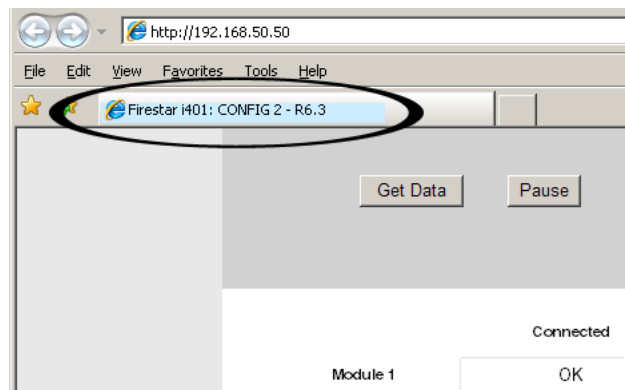 http://192.168.50.50
File Edit View Favorites Tools Help
Firestar i401: CONFIG 2 - R6.3
Get Data Pause
Connected
Module 1 OK